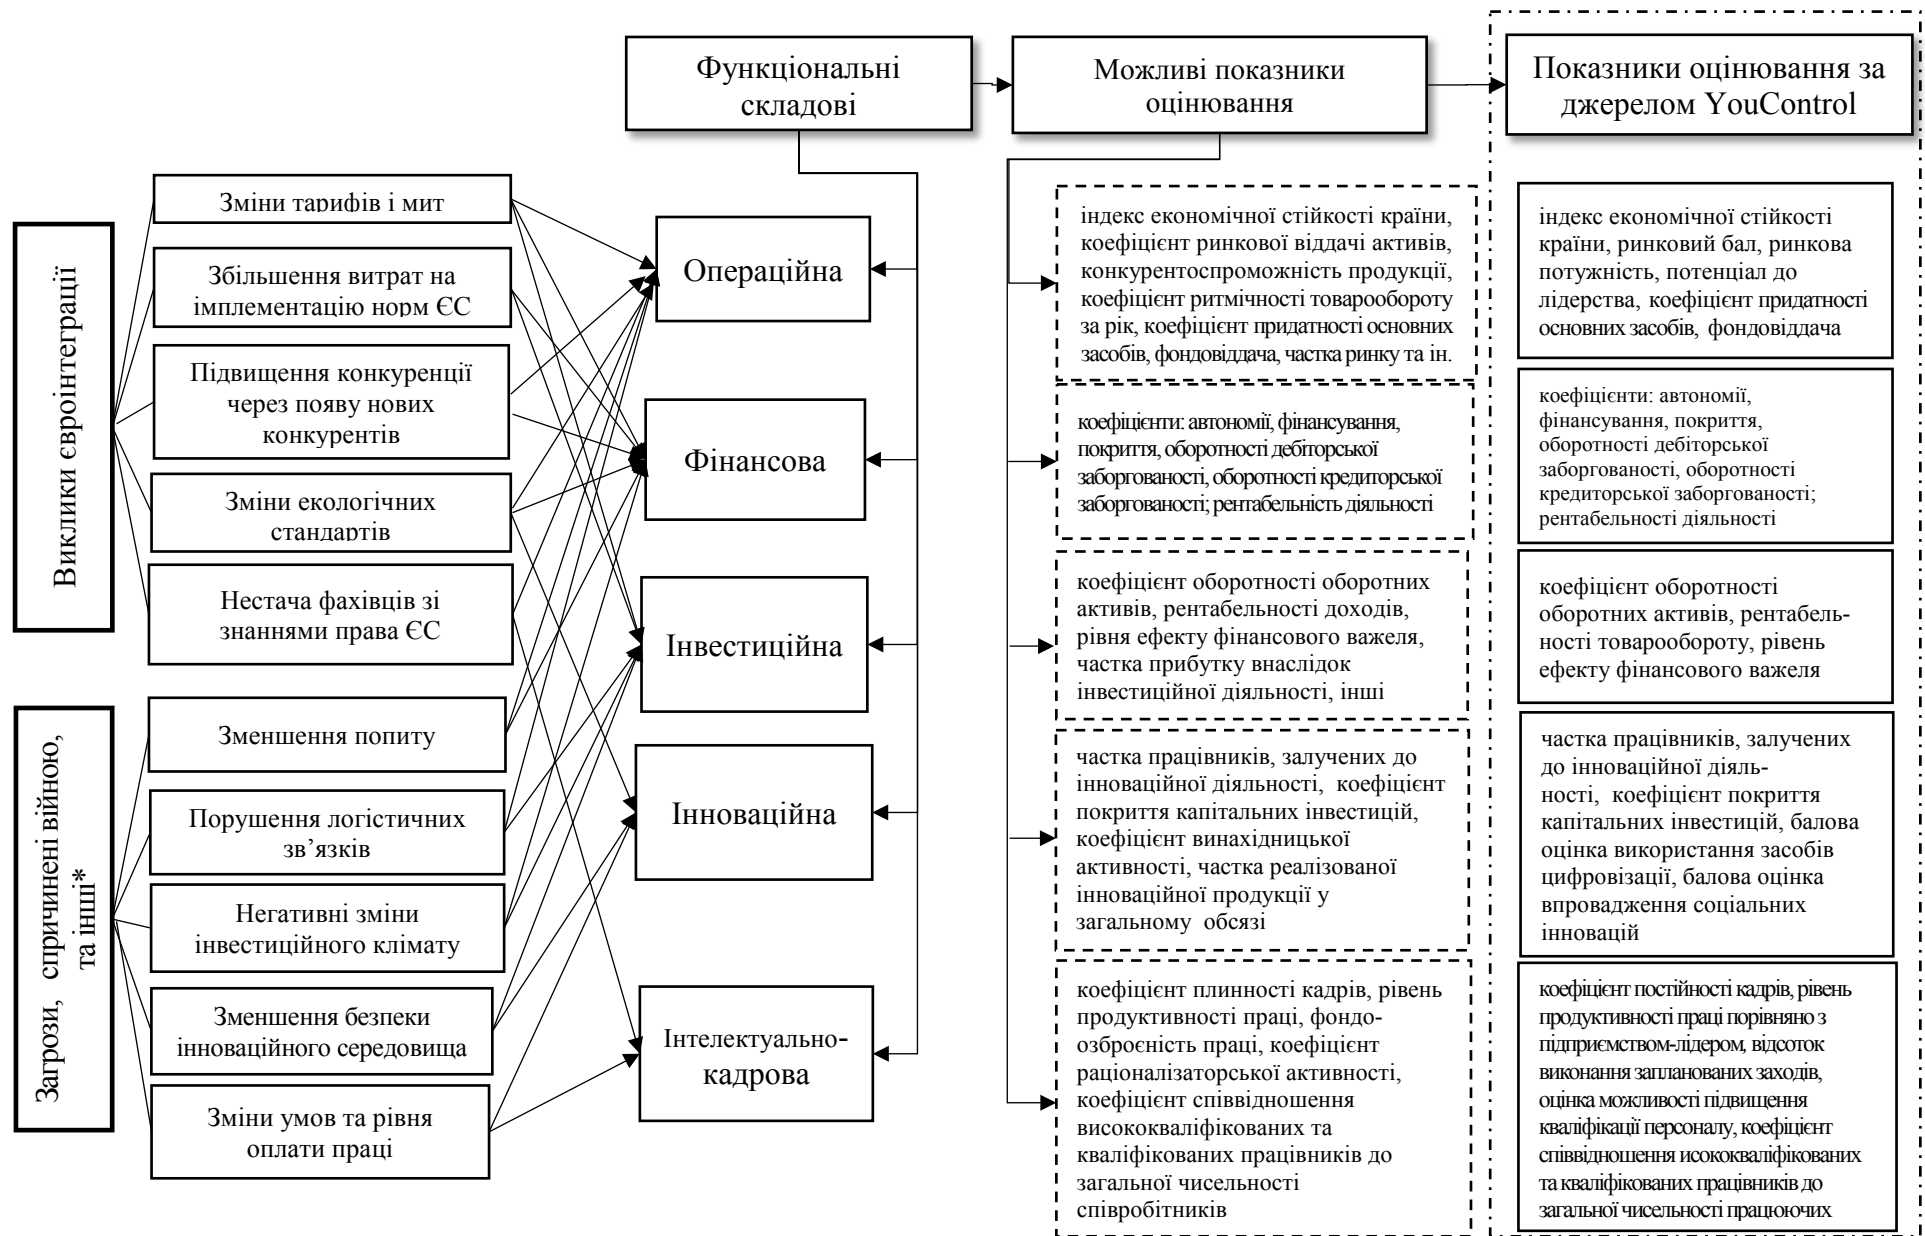 Функціональні
складові
Можливі показники
оцінювання
Показники оцінювання за
джерелом YouControl
Виклики євроінтеграції
Зміни тарифів і мит
Збільшення витрат на
імплементацію норм ЄС
Підвищення конкуренції
через появу нових
конкурентів
Зміни екологічних
стандартів
Нестача фахівців зі
знаннями права ЄС
Загрози, спричинені війною,
та інші*
Зменшення попиту
Порушення логістичних
зв’язків
Негативні зміни
інвестиційного клімату
Зменшення безпеки
інноваційного середовища
Зміни умов та рівня
оплати праці
Операційна
Фінансова
Інвестиційна
Інноваційна
Інтелектуально-
кадрова
індекс економічної стійкості країни,
коефіцієнт ринкової віддачі активів,
конкурентоспроможність продукції,
коефіцієнт ритмічності товарообороту
за рік, коефіцієнт придатності основних
засобів, фондовіддача, частка ринку та ін.
коефіцієнти: автономії, фінансування,
покриття, оборотності дебіторської
заборгованості, оборотності кредиторської
заборгованості; рентабельність діяльності
коефіцієнт оборотності оборотних
активів, рентабельності доходів,
рівня ефекту фінансового важеля,
частка прибутку внаслідок
інвестиційної діяльності, інші
частка працівників, залучених до
інноваційної діяльності, коефіцієнт
покриття капітальних інвестицій,
коефіцієнт винахідницької
активності, частка реалізованої
інноваційної продукції у
загальному обсязі
коефіцієнт плинності кадрів, рівень
продуктивності праці, фондо-
озброєність праці, коефіцієнт
раціоналізаторської активності,
коефіцієнт співвідношення
висококваліфікованих та
кваліфікованих працівників до
загальної чисельності
співробітників
індекс економічної стійкості
країни, ринковий бал, ринкова
потужність, потенціал до
лідерства, коефіцієнт придатності
основних засобів, фондовіддача
коефіцієнти: автономії,
фінансування, покриття,
оборотності дебіторської
заборгованості, оборотності
кредиторської заборгованості;
рентабельності діяльності
коефіцієнт оборотності
оборотних активів, рентабель-
ності товарообороту, рівень
ефекту фінансового важеля
частка працівників, залучених
до інноваційної діяль-
ності, коефіцієнт покриття
капітальних інвестицій, балова
оцінка використання засобів
цифровізації, балова оцінка
впровадження соціальних
інновацій
коефіцієнт постійності кадрів, рівень
продуктивності праці порівняно з
підприємством-лідером, відсоток
виконання запланованих заходів,
оцінка можливості підвищення
кваліфікації персоналу, коефіцієнт
співвідношення исококваліфікованих
та кваліфікованих працівників до
загальної чисельності працюючих